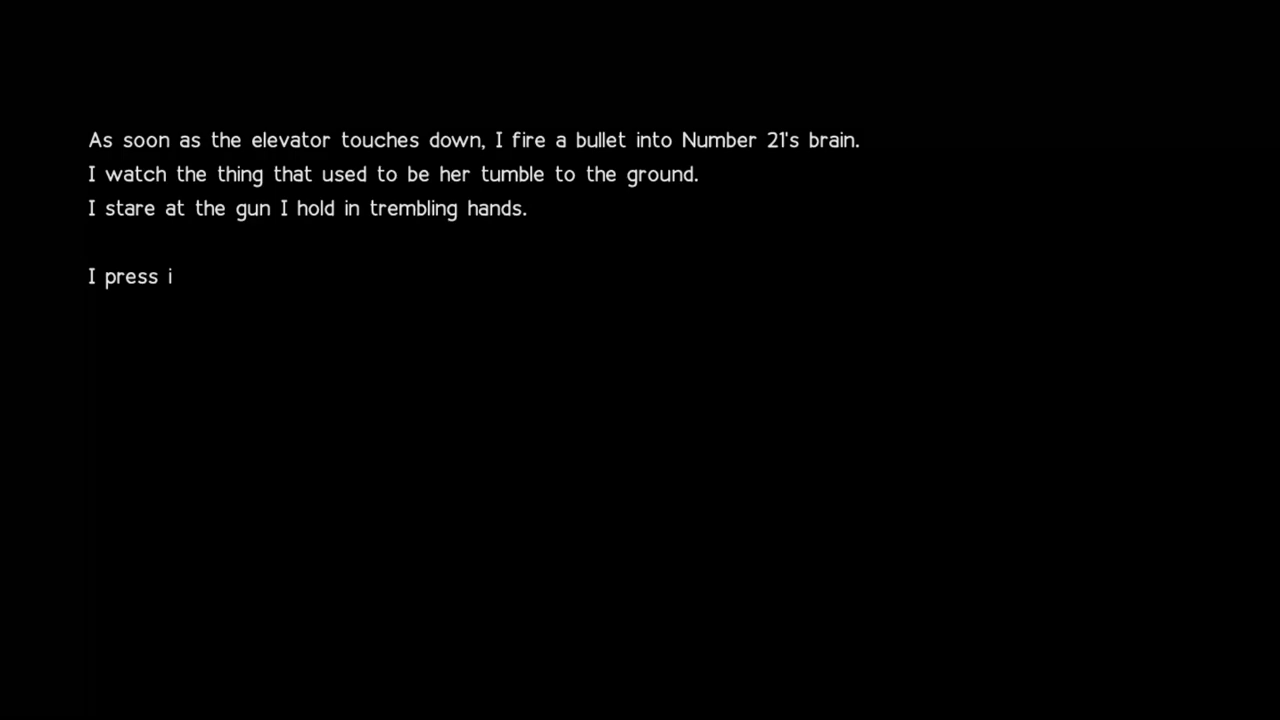 As soon as the elevator touches down, I fire a bullet into Number 21's brain.
I watch the thing that used to be her tumble to the ground.
I stare at the gun I hold in trembling hands.
I press i